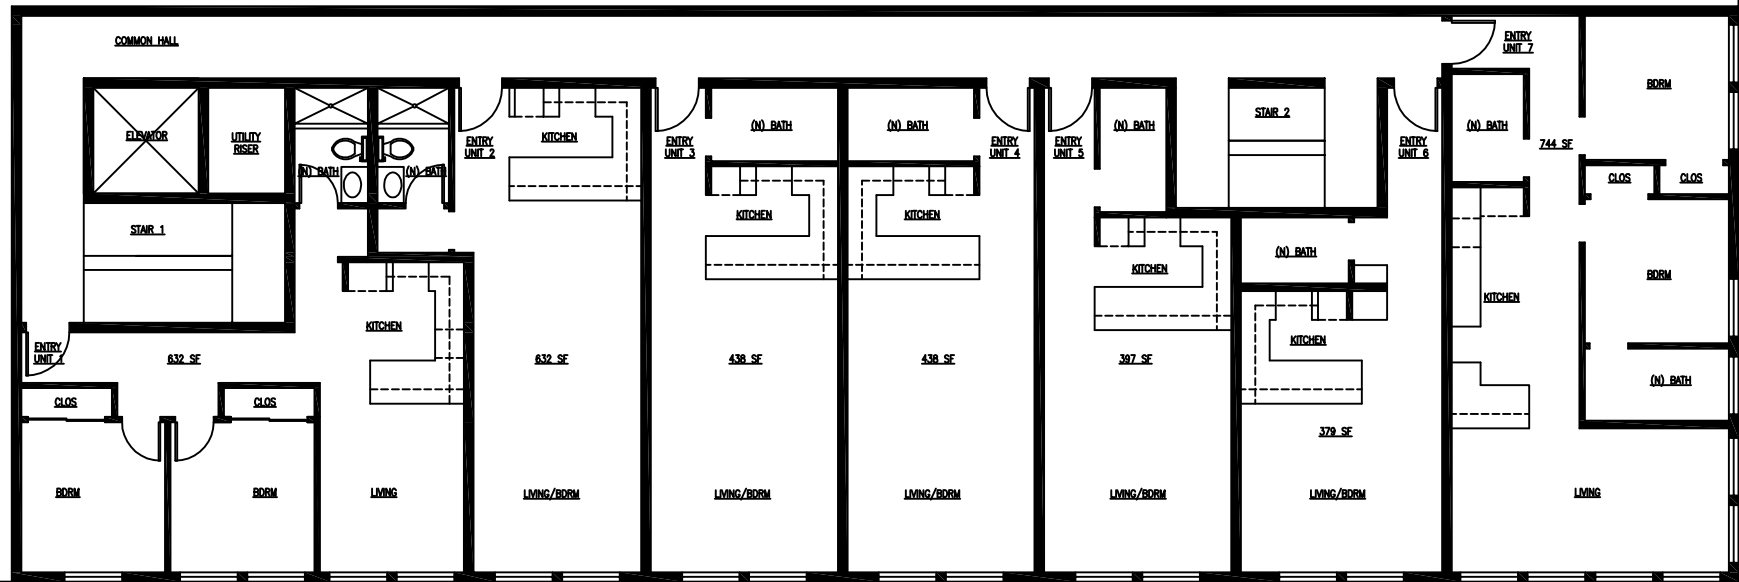 COMMON HALL
ENTRY
UNIT 7
BDRM
ELEVATOR
UTILITY
RISER
(N) BATH
(N) BATH
ENTRY
UNIT 2
KITCHEN
ENTRY
UNIT 3
(N) BATH
(N) BATH
ENTRY
UNIT 4
ENTRY
UNIT 5
(N) BATH
STAIR 2
ENTRY
UNIT 6
(N) BATH
744 SF
CLOS
CLOS
STAIR 1
KITCHEN
KITCHEN
KITCHEN
(N) BATH
BDRM
KITCHEN
KITCHEN
KITCHEN
ENTRY
UNIT 1
632 SF
632 SF
438 SF
438 SF
397 SF
(N) BATH
CLOS
CLOS
379 SF
BDRM
BDRM
LIVING
LIVING/BDRM
LIVING/BDRM
LIVING/BDRM
LIVING/BDRM
LIVING/BDRM
LIVING